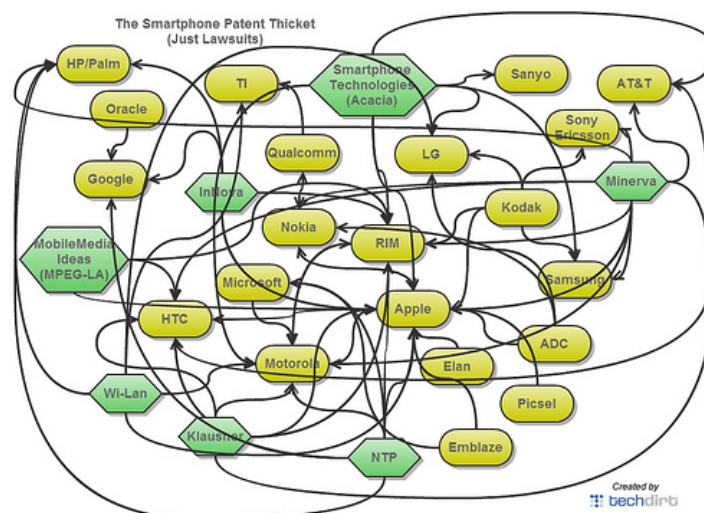 The Smartphone Patent Thicket
(Just Lawsuits)
HP/Palm
TI
Smartphone
Technologies
(Acacia)
Sanyo
AT&T
Oracle
Sony
Ericsson
Qualcomm
LG
Google
InNova
Minerva
Kodak
Nokia
RIM
MobileMedia
Ideas
(MPEG-LA)
Microsoft
Samsung
HTC
Apple
ADC
Motorola
Elan
Wi-Lan
Picsel
Klausner
NTP
Emblaze
Created by
techdirt